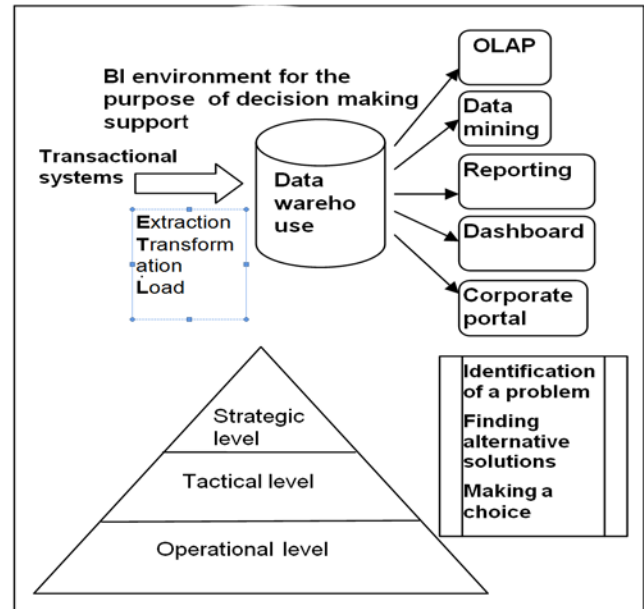 BI environment for the
purpose of decision making
support
Transactional
systems
Extraction
Transform
ation
Load
Data
wareho
use
OLAP
Data
mining
Reporting
Dashboard
Corporate
portal
Strategic
level
Tactical level
Operational level
Identification
of a problem
Finding
alternative
solutions
Making a
choice